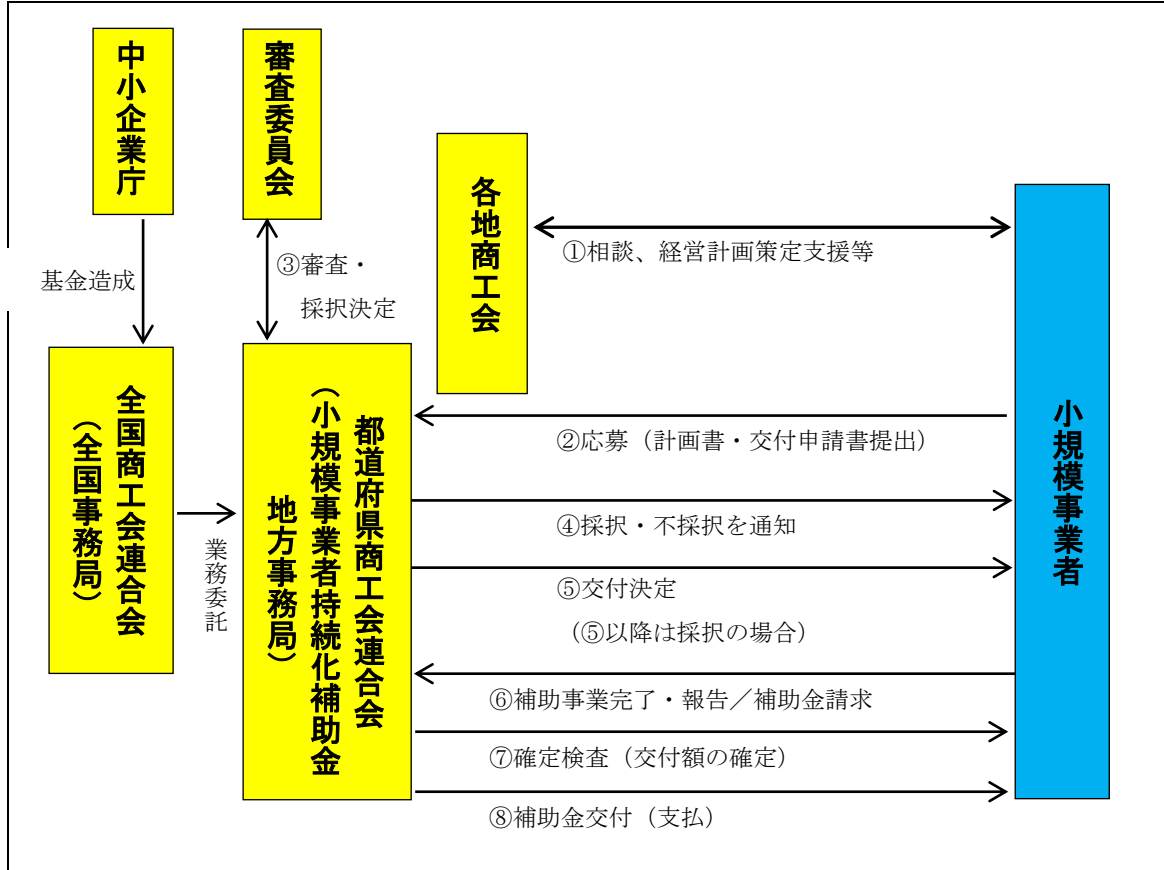 中小企業庁
審査委員会
各地商工会
①相談、経営計画策定支援等
③審査・
採択決定
基金造成
全国商工会連合会
（全国事務局）
業務委託
都道府県商工会連合会
（小規模事業者持続化補助金
地方事務局）
小規模事業者
②応募（計画書・交付申請書提出）
④採択・不採択を通知
⑤交付決定
（⑤以降は採択の場合）
⑥補助事業完了・報告／補助金請求
⑦確定検査（交付額の確定）
⑧補助金交付（支払）